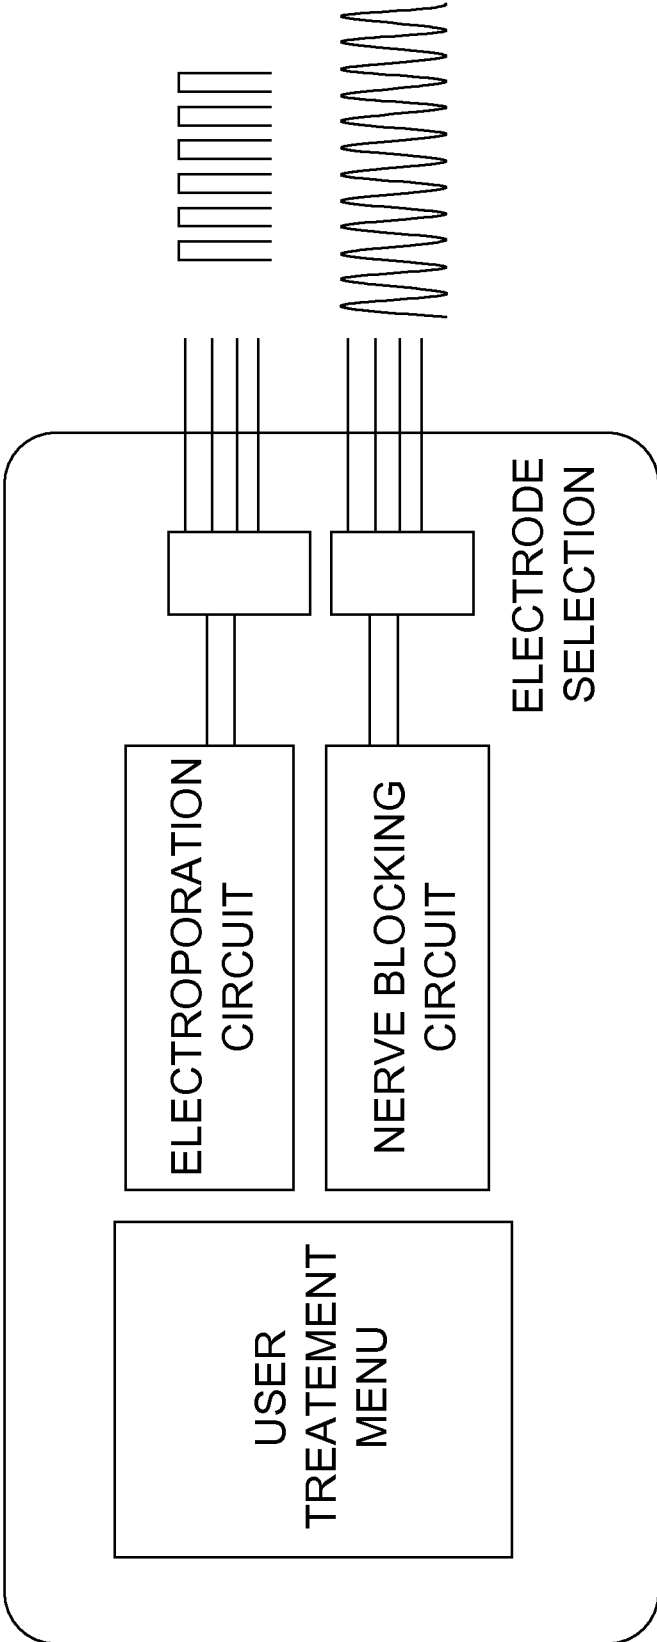 USER
TREATEMENT
MENU
ELECTROPORATION
CIRCUIT
NERVE BLOCKING
CIRCUIT
ELECTRODE
SELECTION